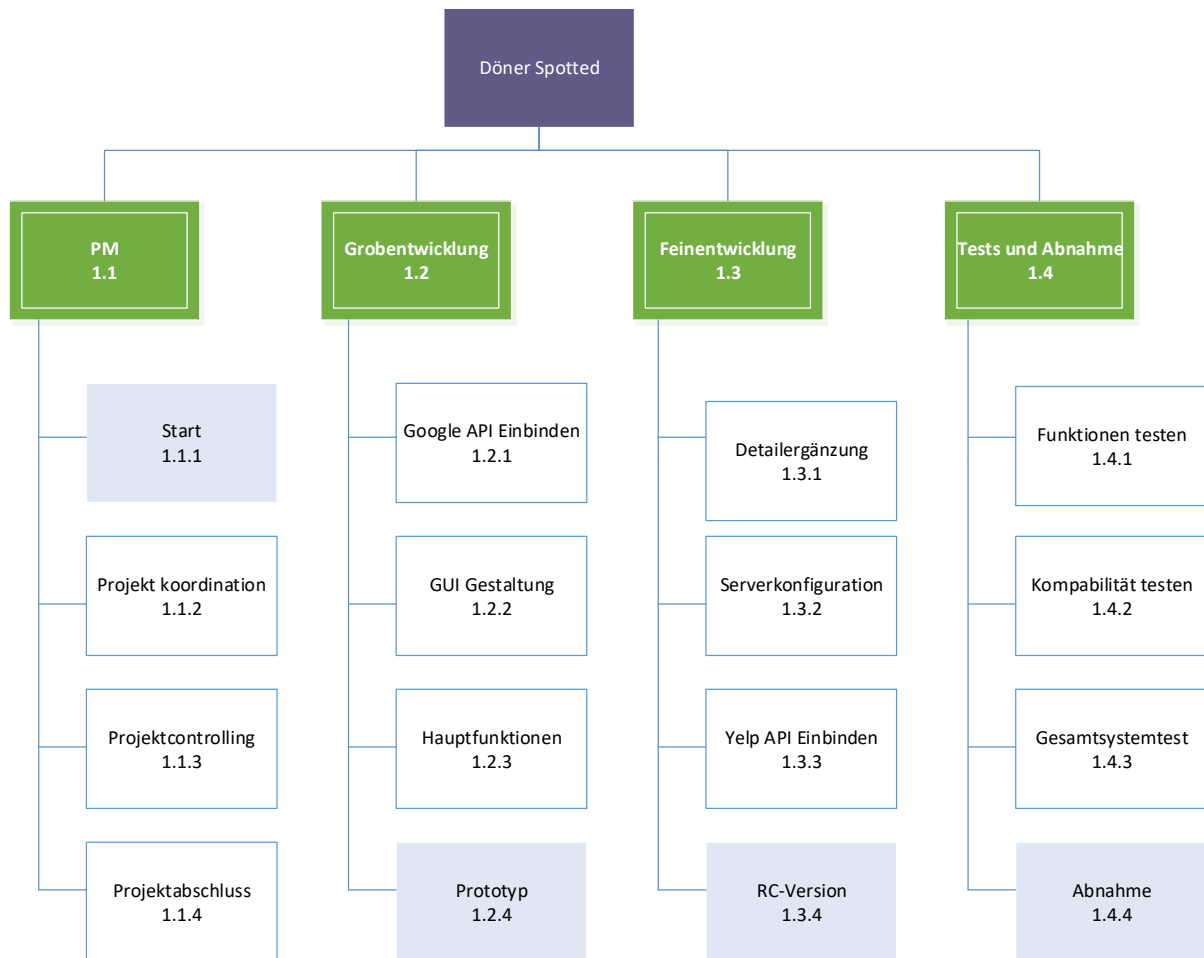 Döner Spotted
PM
1.1
Grobentwicklung
1.2
Feinentwicklung
1.3
Tests und Abnahme
1.4
Start
1.1.1
Projekt koordination
1.1.2
Projektcontrolling
1.1.3
Projektabschluss
1.1.4
Google API Einbinden
1.2.1
GUI Gestaltung
1.2.2
Hauptfunktionen
1.2.3
Prototyp
1.2.4
Detailergänzung
1.3.1
Serverkonfiguration
1.3.2
Yelp API Einbinden
1.3.3
RC-Version
1.3.4
Funktionen testen
1.4.1
Kompabilität testen
1.4.2
Gesamtsystemtest
1.4.3
Abnahme
1.4.4